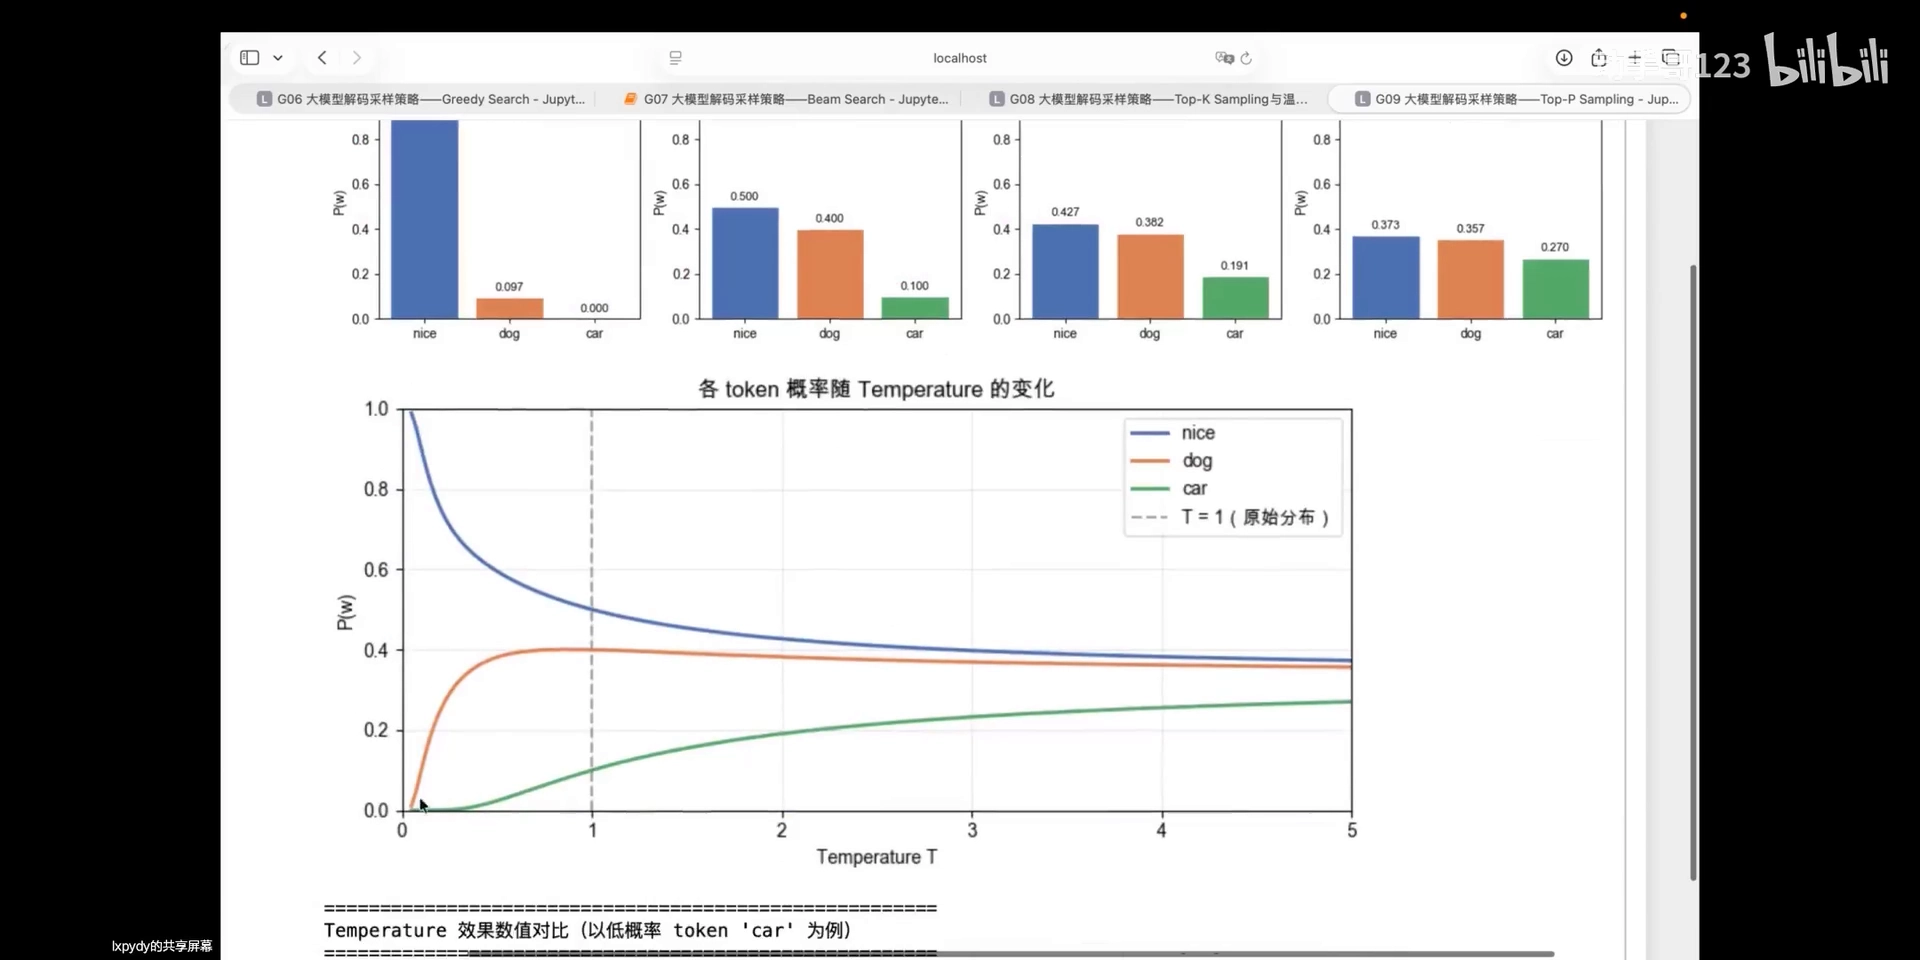 localhost
123 bilibili
G06 大模型解码采样策略——Greedy Search - Jupyt...
G07 大模型解码采样策略——Beam Search - Jupyte...
G08 大模型解码采样策略——Top-K Sampling与温...
G09 大模型解码采样策略——Top-P Sampling - Jup...
0.8
0.6
0.4
0.2
0.0
P(w)
0.097
0.000
nice dog car
0.8
0.6
0.4
0.2
0.0
P(w)
0.500
0.400
0.100
nice dog car
0.8
0.6
0.4
0.2
0.0
P(w)
0.427
0.382
0.191
nice dog car
0.8
0.6
0.4
0.2
0.0
P(w)
0.373
0.357
0.270
nice dog car
各 token 概率随 Temperature 的变化
1.0
0.8
0.6
0.4
0.2
0.0
P(w)
nice
dog
car
T = 1 ( 原始分布 )
0 1 2 3 4 5
Temperature T
=======================================================
Temperature 效果数值对比（以低概率 token 'car' 为例）
=======================================================
lxpydy的共享屏幕